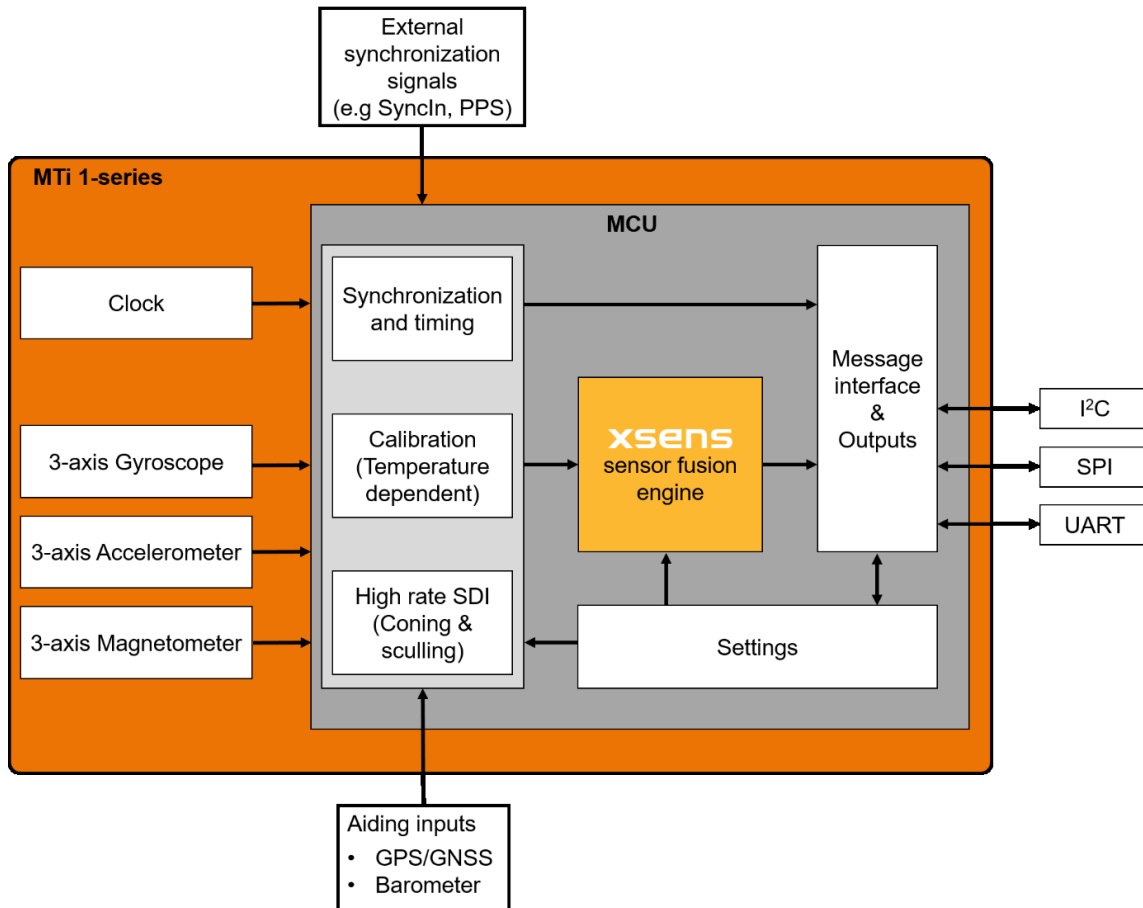 External
synchronization
signals
(e.g SyncIn, PPS)
MTi 1-series
MCU
Clock
Synchronization
and timing
Message
interface
&
Outputs
3-axis Gyroscope
Calibration
(Temperature
dependent)
xsens
sensor fusion
engine
I²C
SPI
UART
3-axis Accelerometer
3-axis Magnetometer
High rate SDI
(Coning &
sculling)
Settings
Aiding inputs
• GPS/GNSS
• Barometer